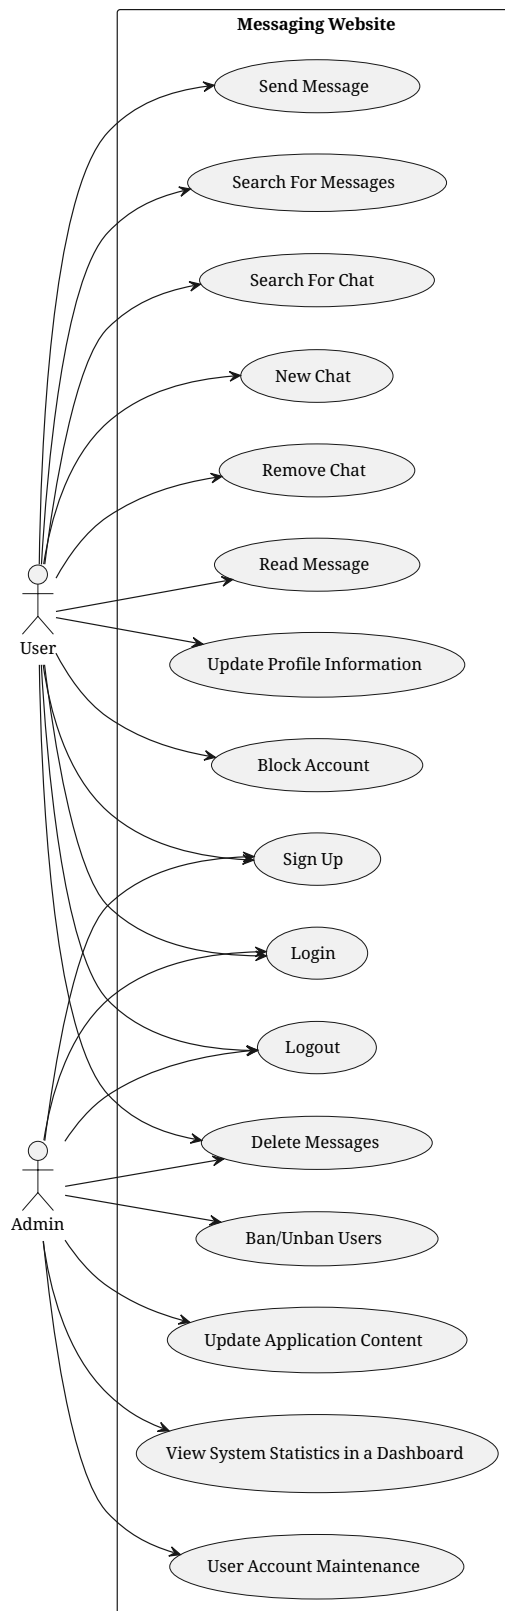 Messaging Website
Send Message
Search For Messages
Search For Chat
New Chat
Remove Chat
Read Message
User
Update Profile Information
Block Account
Sign Up
Login
Logout
Delete Messages
Admin
Ban/Unban Users
Update Application Content
View System Statistics in a Dashboard
User Account Maintenance